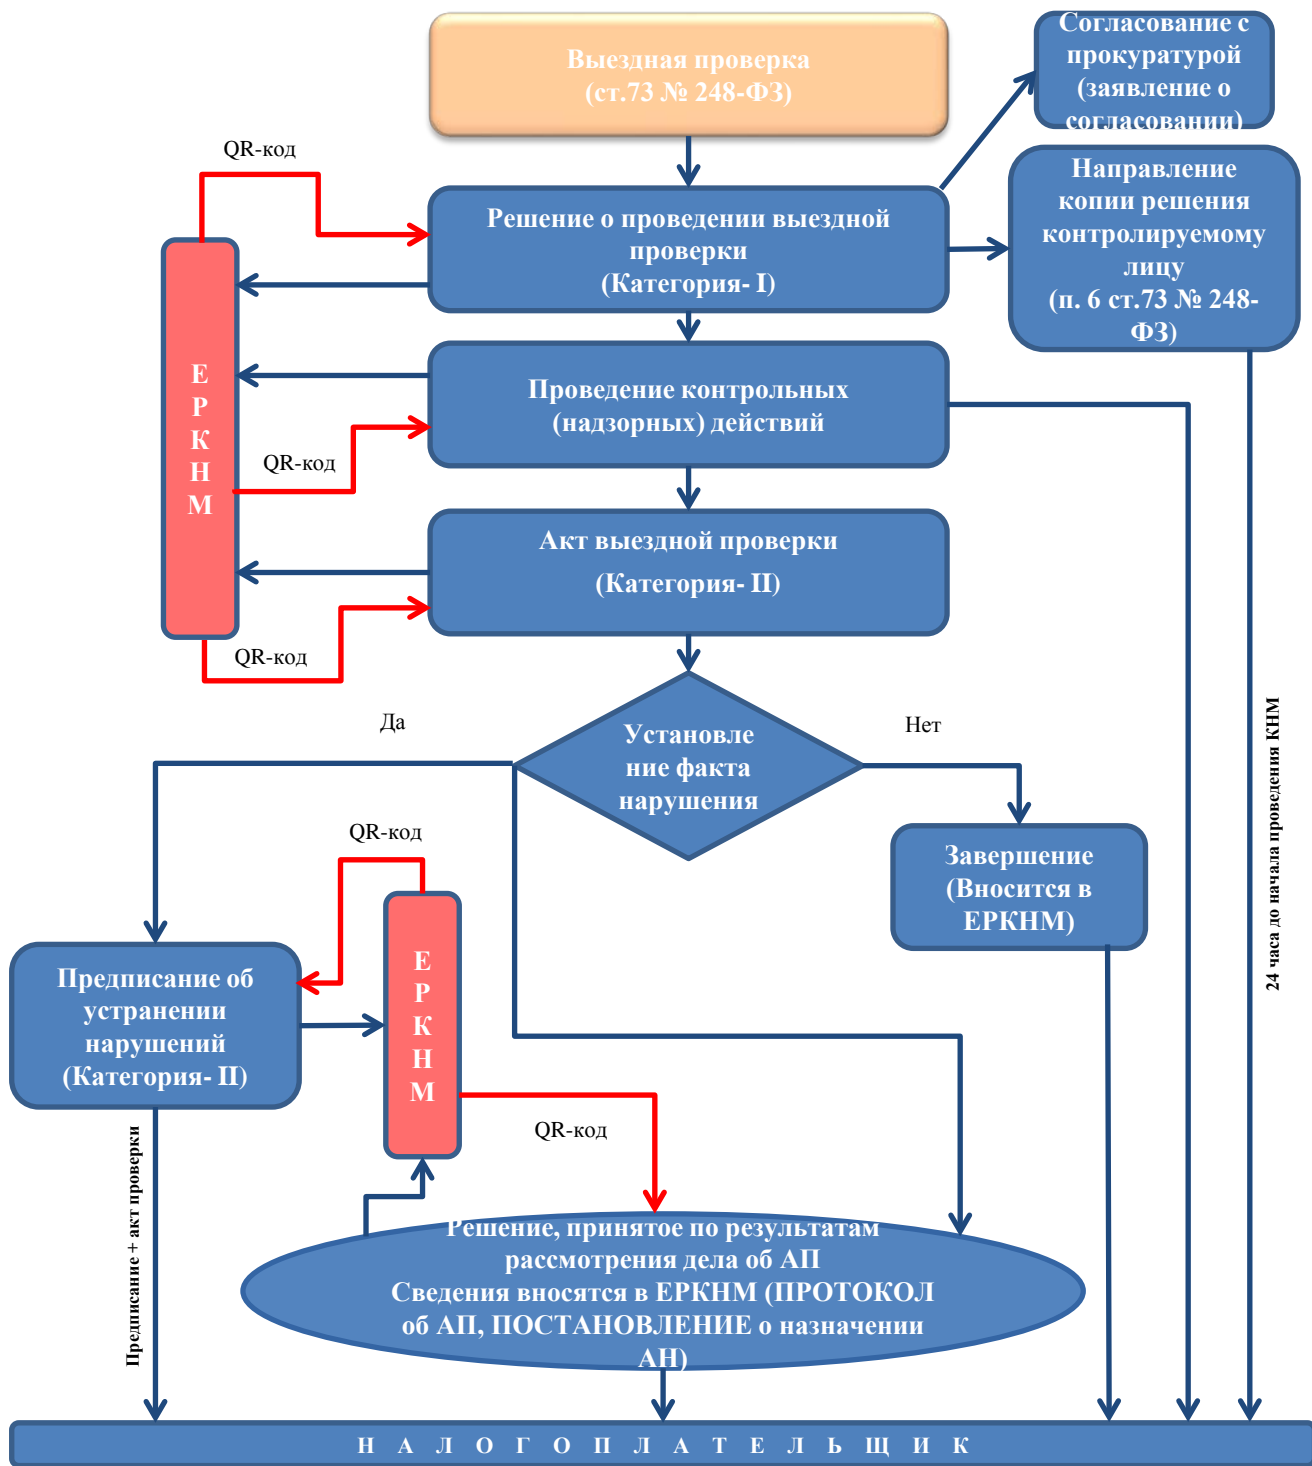 Выездная проверка
(ст.73 № 248-ФЗ)
Согласование с
прокуратурой
(заявление о
согласовании)
QR-код
Решение о проведении выездной
проверки
(Категория- I)
Направление
копии решения
контролируемому
лицу
(п. 6 ст.73 № 248-
ФЗ)
Е
Р
К
Н
М
Проведение контрольных
(надзорных) действий
QR-код
Акт выездной проверки
(Категория- II)
QR-код
Да
Установле
ние факта
нарушения
Нет
24 часа до начала проведения КНМ
QR-код
Завершение
(Вносится в
ЕРКНМ)
Предписание об
устранении
нарушений
(Категория- II)
Е
Р
К
Н
М
QR-код
Предписание + акт проверки
Решение, принятое по результатам
рассмотрения дела об АП
Сведения вносятся в ЕРКНМ (ПРОТОКОЛ
об АП, ПОСТАНОВЛЕНИЕ о назначении
АН)
Н А Л О Г О П Л А Т Е Л Ь Щ И К